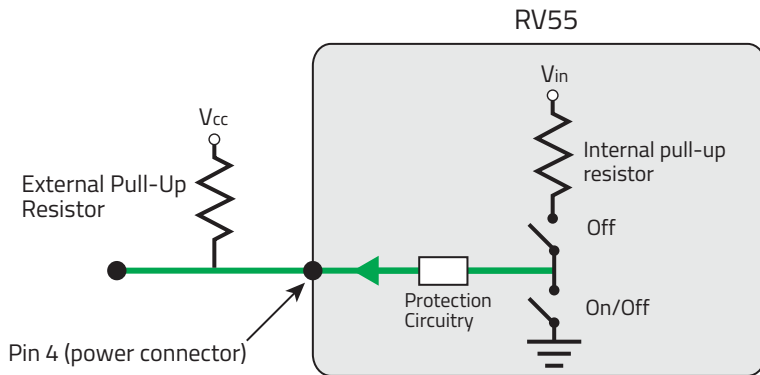 RV55
Vin
Vcc
Internal pull-up
resistor
External Pull-Up
Resistor
Off
On/Off
Protection
Circuitry
Pin 4 (power connector)